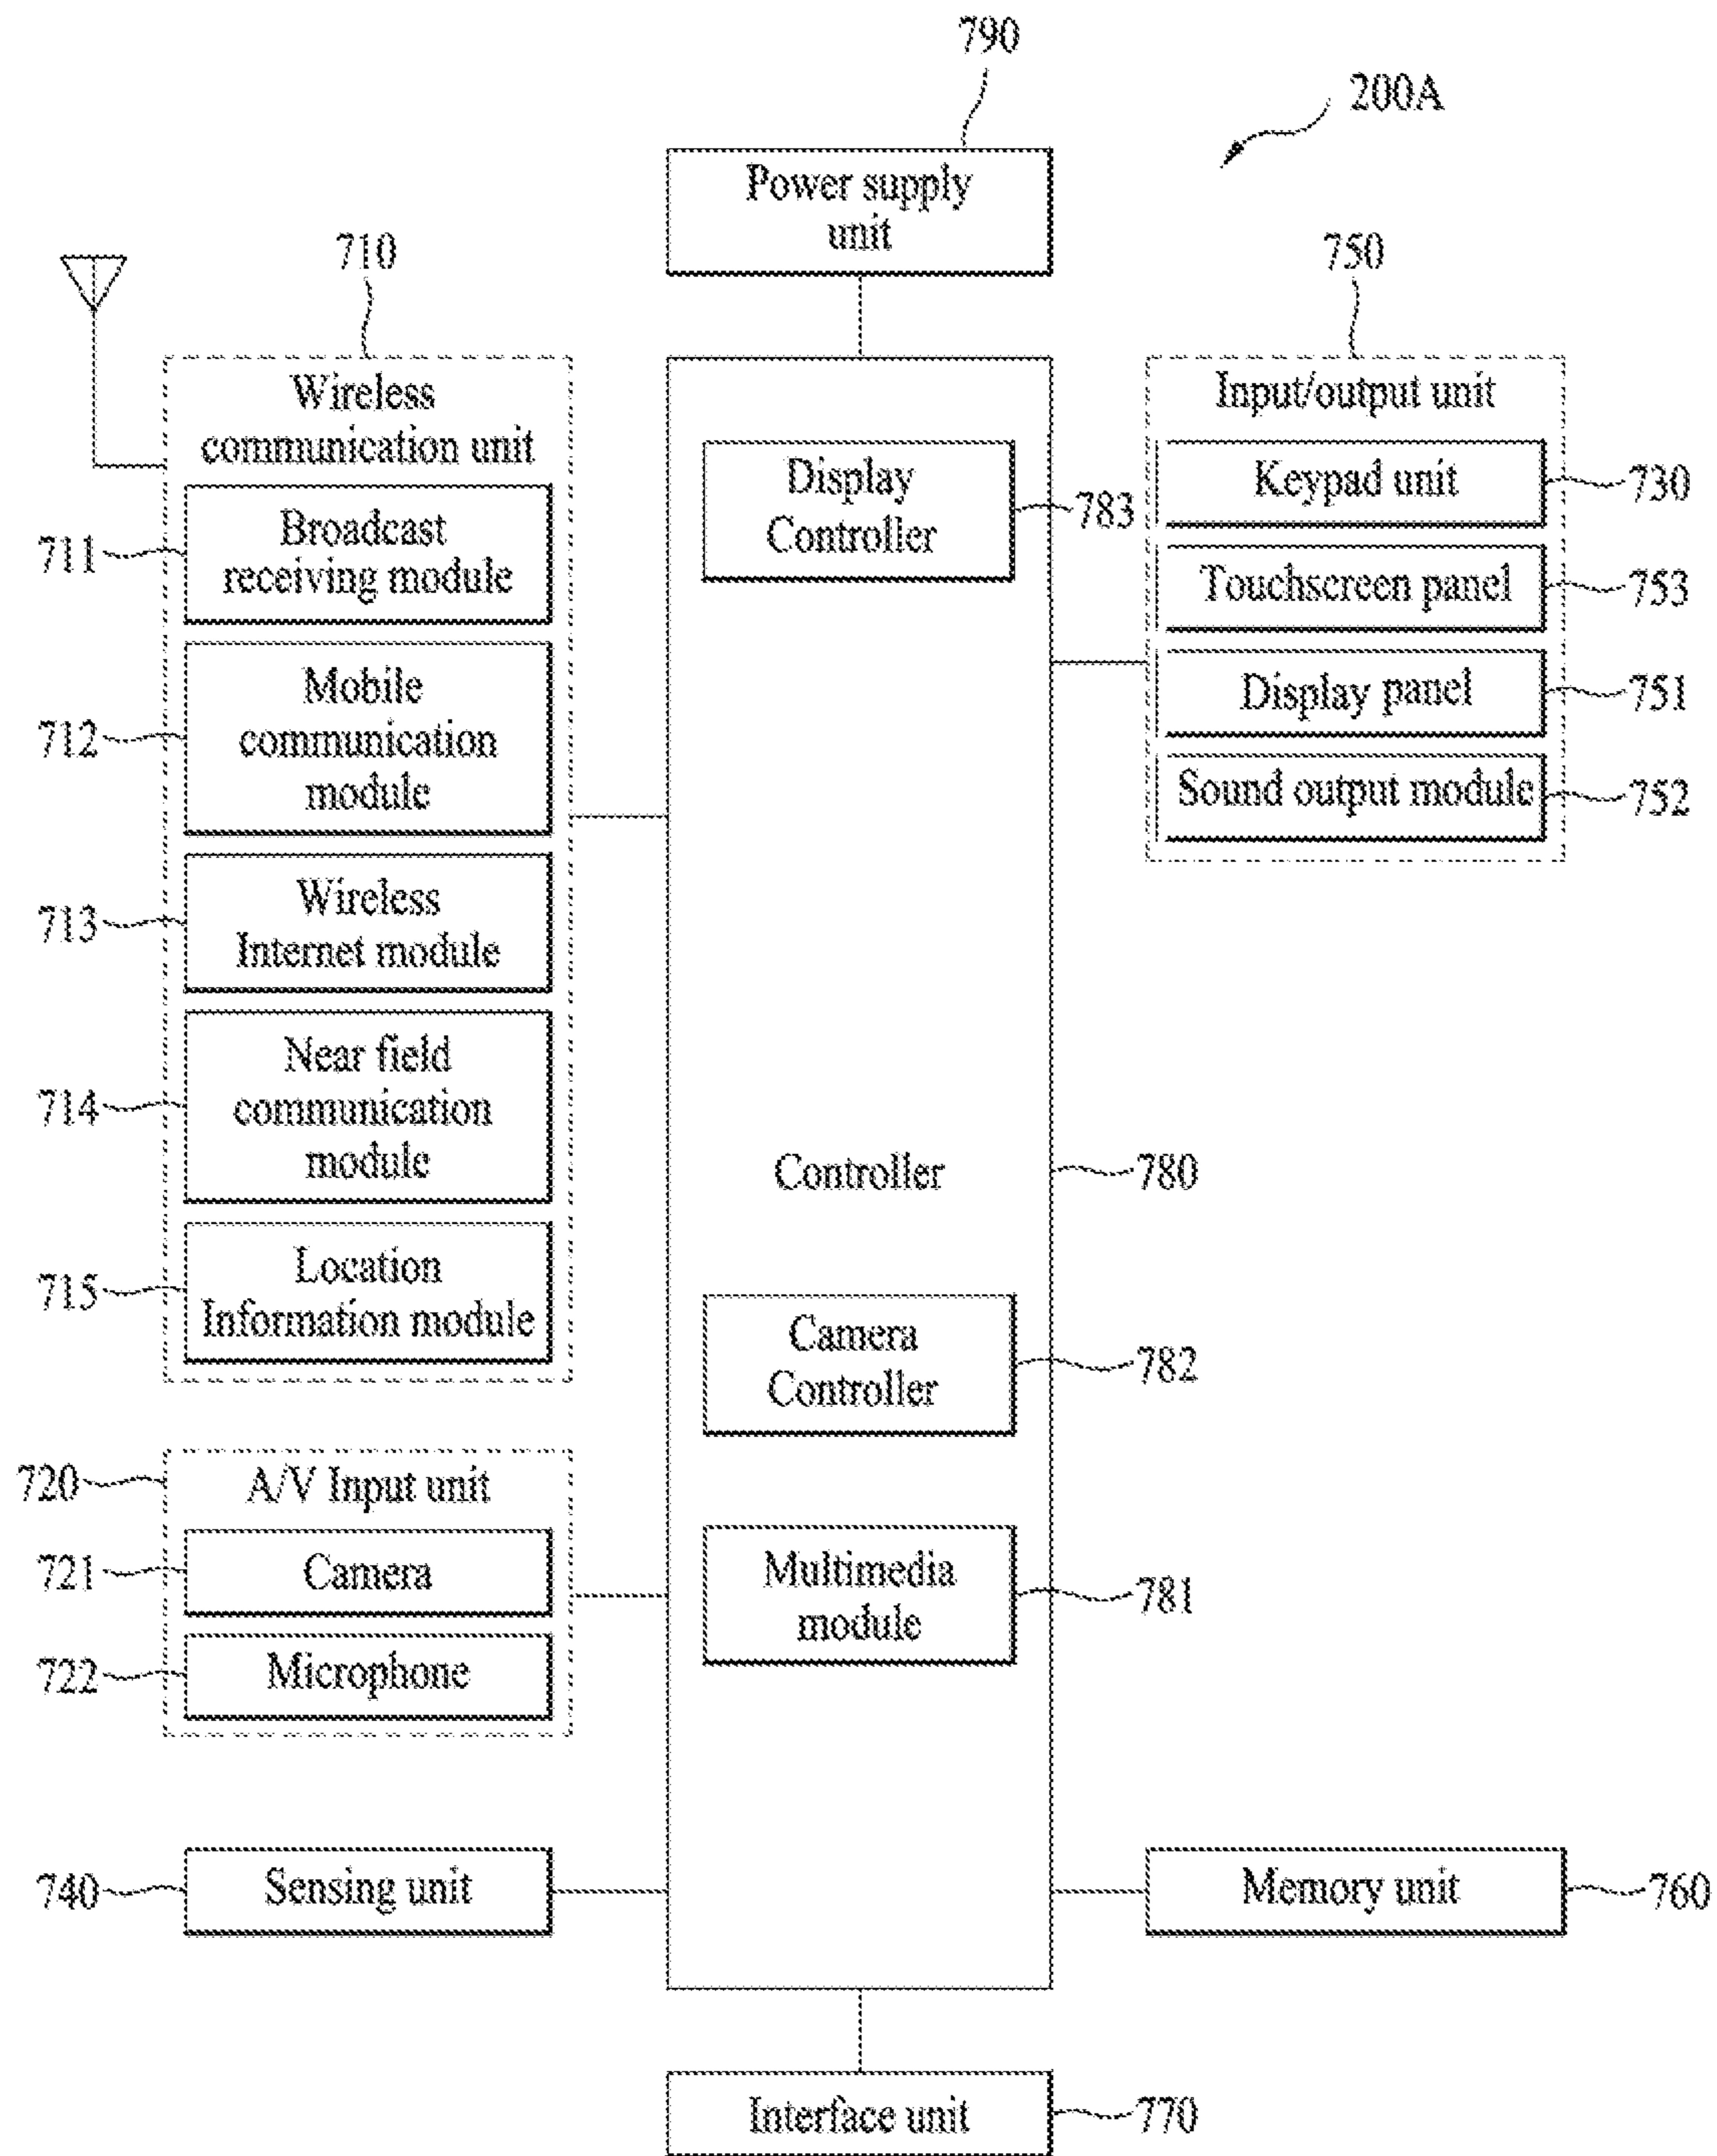 790
200A
Power supply
unit
710
750
Wireless
communication unit
711
Broadcast
receiving module
712
Mobile
communication
module
713
Wireless
Internet module
714
Near field
communication
module
715
Location
Information module
720
A/V Input unit
721
Camera
722
Microphone
740
Sensing unit
Display
Controller
783
Controller
780
Camera
Controller
782
Multimedia
module
781
Input/output unit
Keypad unit
730
Touchscreen panel
753
Display panel
751
Sound output module
752
Memory unit
760
Interface unit
770